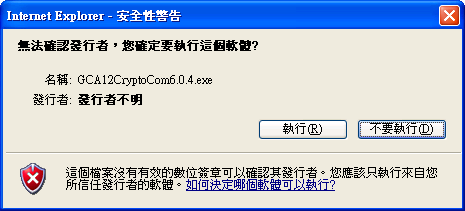 Internet Explorer - 安全性警告
無法確認發行者，您確定要執行這個軟體?
名稱: GCA12CryptoCom6.0.4.exe
發行者: 發行者不明
執行(R) 不要執行(D)
這個檔案沒有有效的數位簽章可以確認其發行者。您應該只執行來自您
所信任發行者的軟體。如何決定哪個軟體可以執行?